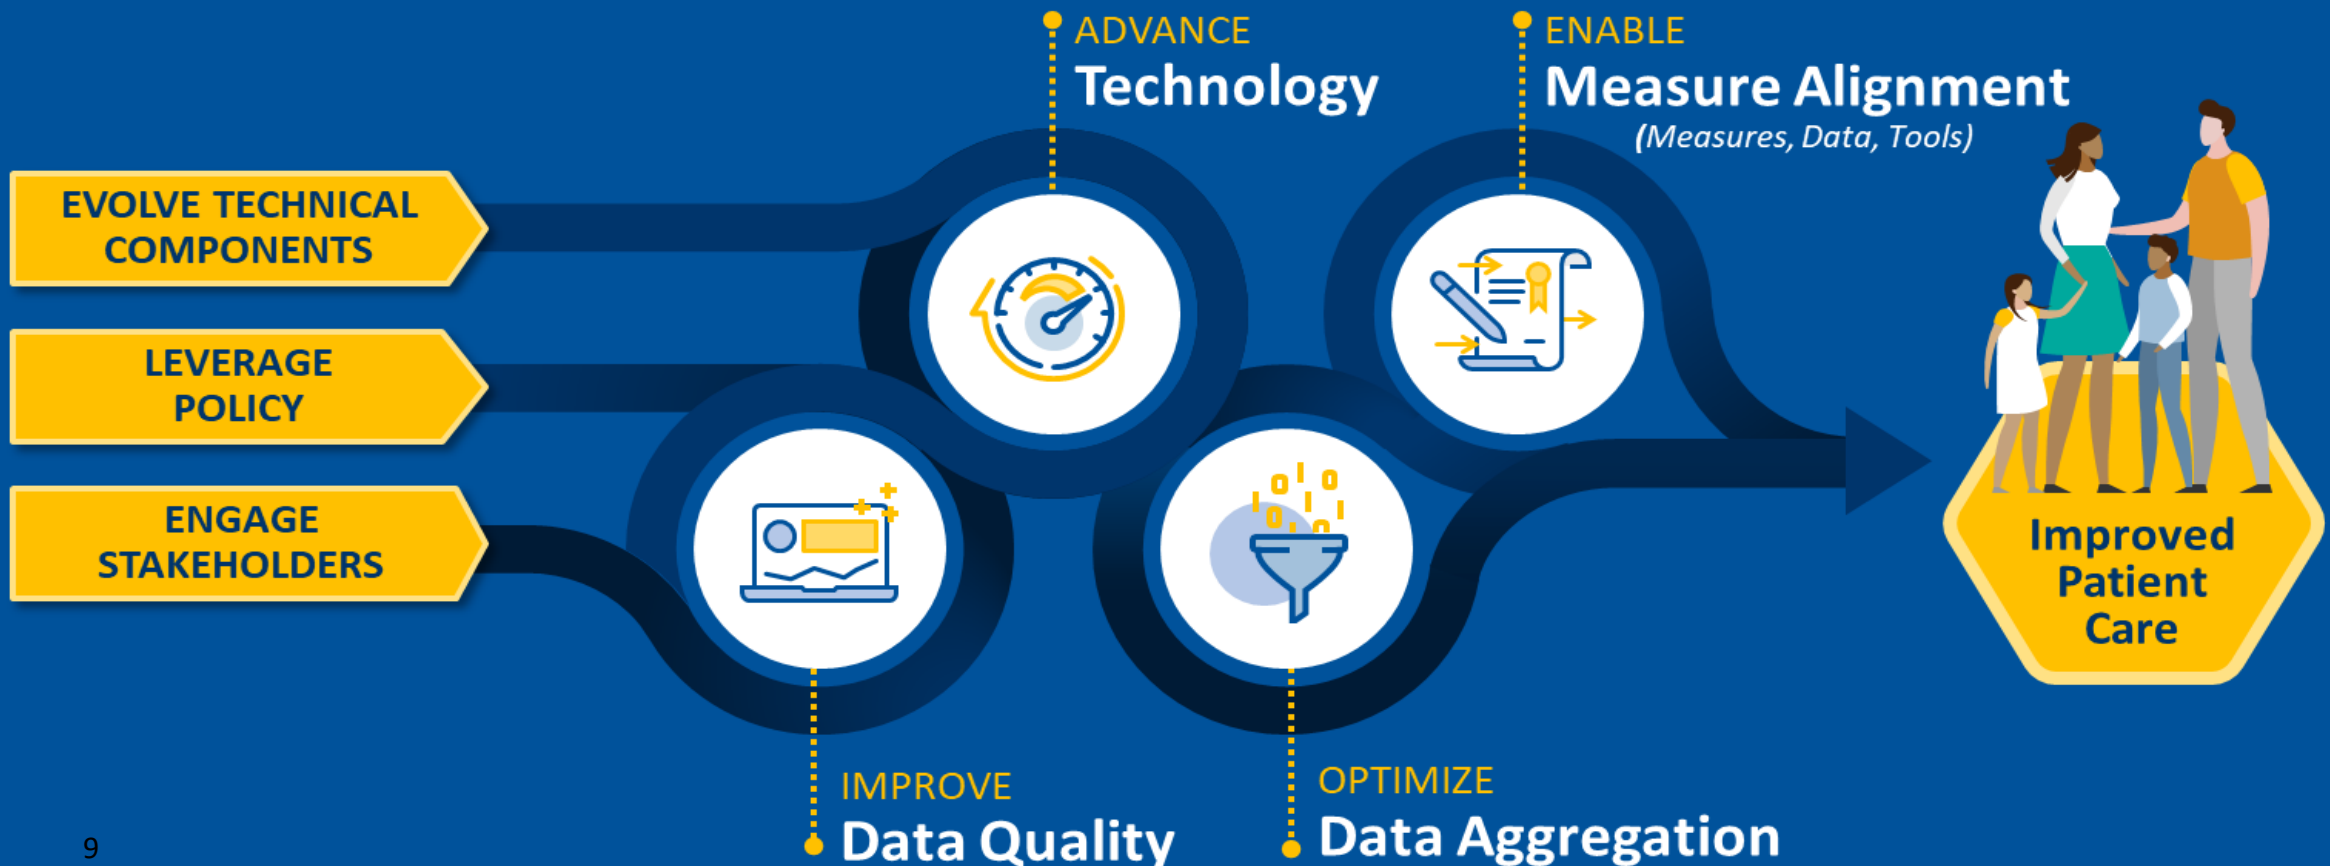 EVOLVE TECHNICAL
COMPONENTS
LEVERAGE
POLICY
ENGAGE
STAKEHOLDERS
IMPROVE
Data Quality
ADVANCE
Technology
OPTIMIZE
Data Aggregation
ENABLE
Measure Alignment
(Measures, Data, Tools)
Improved
Patient
Care
9